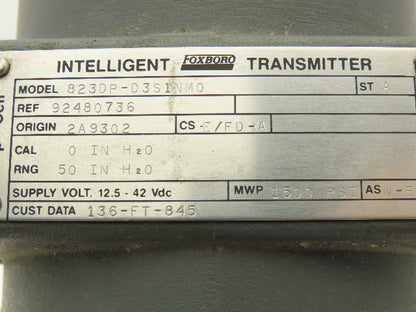 INTELLIGENT FOXBORO TRANSMITTER
MODEL 823DP-D3S1NM0 ST A
REF 92480736
ORIGIN 2A9302 CS-E/FD-A
CAL 0 IN H2O
RNG 50 IN H2O
SUPPLY VOLT. 12.5 - 42 Vdc MWP 1500 PSI AS
CUST DATA 136-FT-845